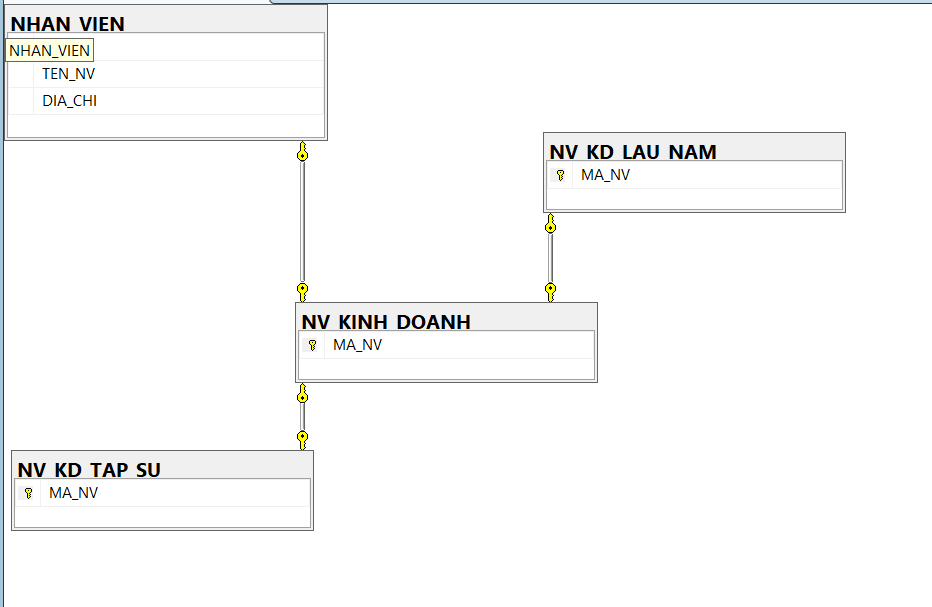 NHAN_VIEN
NHAN_VIEN
TEN_NV
DIA_CHI
NV_KD_LAU_NAM
MA_NV
NV_KINH_DOANH
MA_NV
NV_KD_TAP_SU
MA_NV